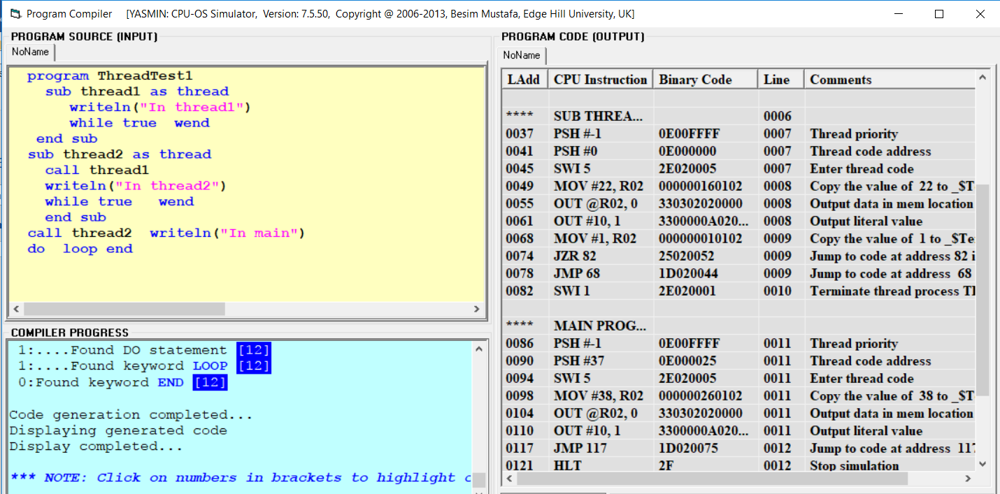 Program Compiler [YASMIN: CPU-OS Simulator, Version: 7.5.50, Copyright @ 2006-2013, Besim Mustafa, Edge Hill University, UK]
PROGRAM SOURCE (INPUT)
NoName
program ThreadTest1
sub thread1 as thread
writeln("In thread1")
while true wend
end sub
sub thread2 as thread
call thread1
writeln("In thread2")
while true wend
end sub
call thread2 writeln("In main")
do loop end
COMPILER PROGRESS
1:....Found DO statement [12]
1:....Found keyword LOOP [12]
0:Found keyword END [12]
Code generation completed...
Displaying generated code
Display completed...
*** NOTE: Click on numbers in brackets to highlight c
PROGRAM CODE (OUTPUT)
NoName
LAdd CPU Instruction Binary Code Line Comments
**** SUB THREA... 0006
0037 PSH #-1 0E00FFFF 0007 Thread priority
0041 PSH #0 0E000000 0007 Thread code address
0045 SWI 5 2E020005 0007 Enter thread code
0049 MOV #22, R02 000000160102 0008 Copy the value of 22 to _$T
0055 OUT @R02, 0 330302020000 0008 Output data in mem location
0061 OUT #10, 1 3300000A020... 0008 Output literal value
0068 MOV #1, R02 000000010102 0009 Copy the value of 1 to _$Te
0074 JZR 82 25020052 0009 Jump to code at address 82 i
0078 JMP 68 1D020044 0009 Jump to code at address 68
0082 SWI 1 2E020001 0010 Terminate thread process
**** MAIN PROG...
0086 PSH #-1 0E00FFFF 0011 Thread priority
0090 PSH #37 0E000025 0011 Thread code address
0094 SWI 5 2E020005 0011 Enter thread code
0098 MOV #38, R02 000000260102 0011 Copy the value of 38 to _$T
0104 OUT @R02, 0 330302020000 0011 Output data in mem location
0110 OUT #10, 1 3300000A020... 0011 Output literal value
0117 JMP 117 1D020075 0012 Jump to code at address 117
0121 HLT 2F 0012 Stop simulation